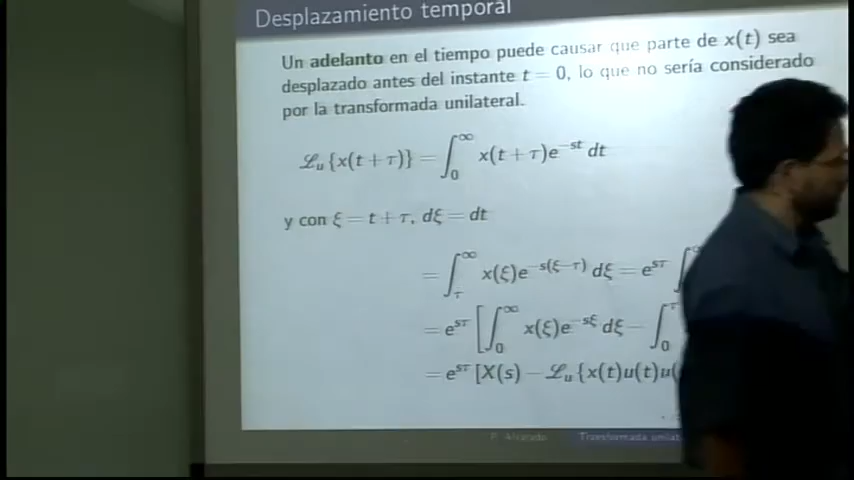 Desplazamiento temporal
Un adelanto en el tiempo puede causar que parte de x(t) sea
desplazado antes del instante t = 0, lo que no sería considerado
por la transformada unilateral.
ℒu{x(t + τ)} = ∫₀^∞ x(t + τ)e^{−st} dt
y con ξ = t + τ, dξ = dt
= ∫_τ^∞ x(ξ)e^{−s(ξ−τ)} dξ = e^{sτ} ∫
= e^{sτ} [∫₀^∞ x(ξ)e^{−sξ} dξ − ∫₀^τ
= e^{sτ} [X(s) − ℒu{x(t)u(t)u(
P. Alvarado Transformada